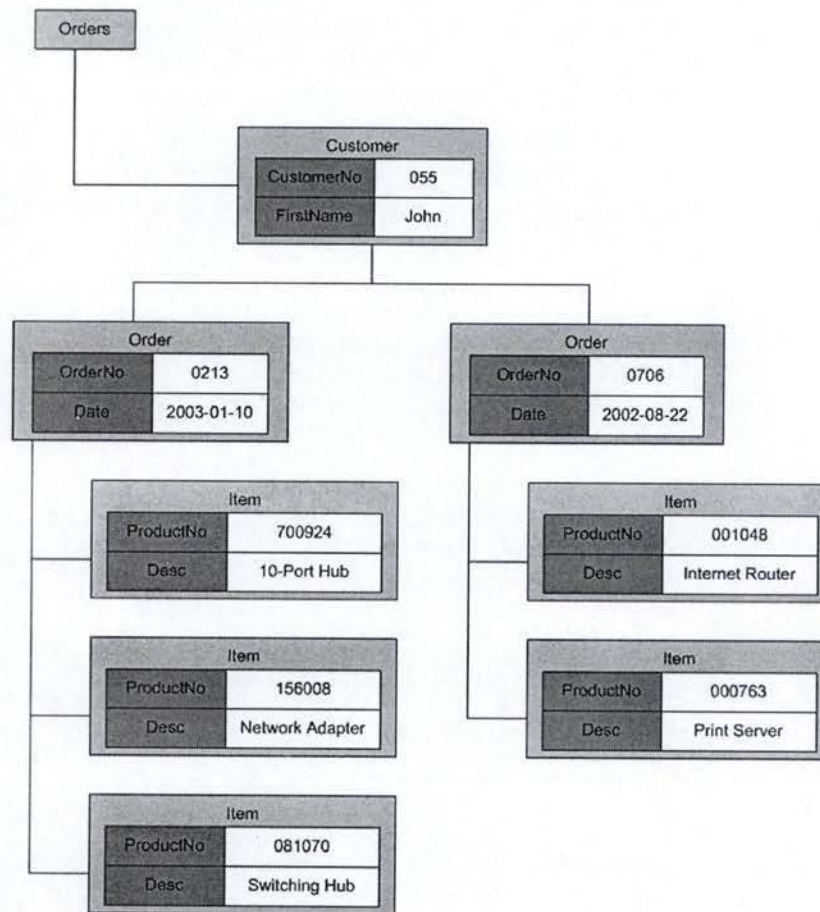 Orders
Customer
CustomerNo 055
FirstName John
Order
OrderNo 0213
Date 2003-01-10
Item
ProductNo 700924
Desc 10-Port Hub
Item
ProductNo 156008
Desc Network Adapter
Item
ProductNo 081070
Desc Switching Hub
Order
OrderNo 0706
Date 2002-08-22
Item
ProductNo 001048
Desc Internet Router
Item
ProductNo 000763
Desc Print Server